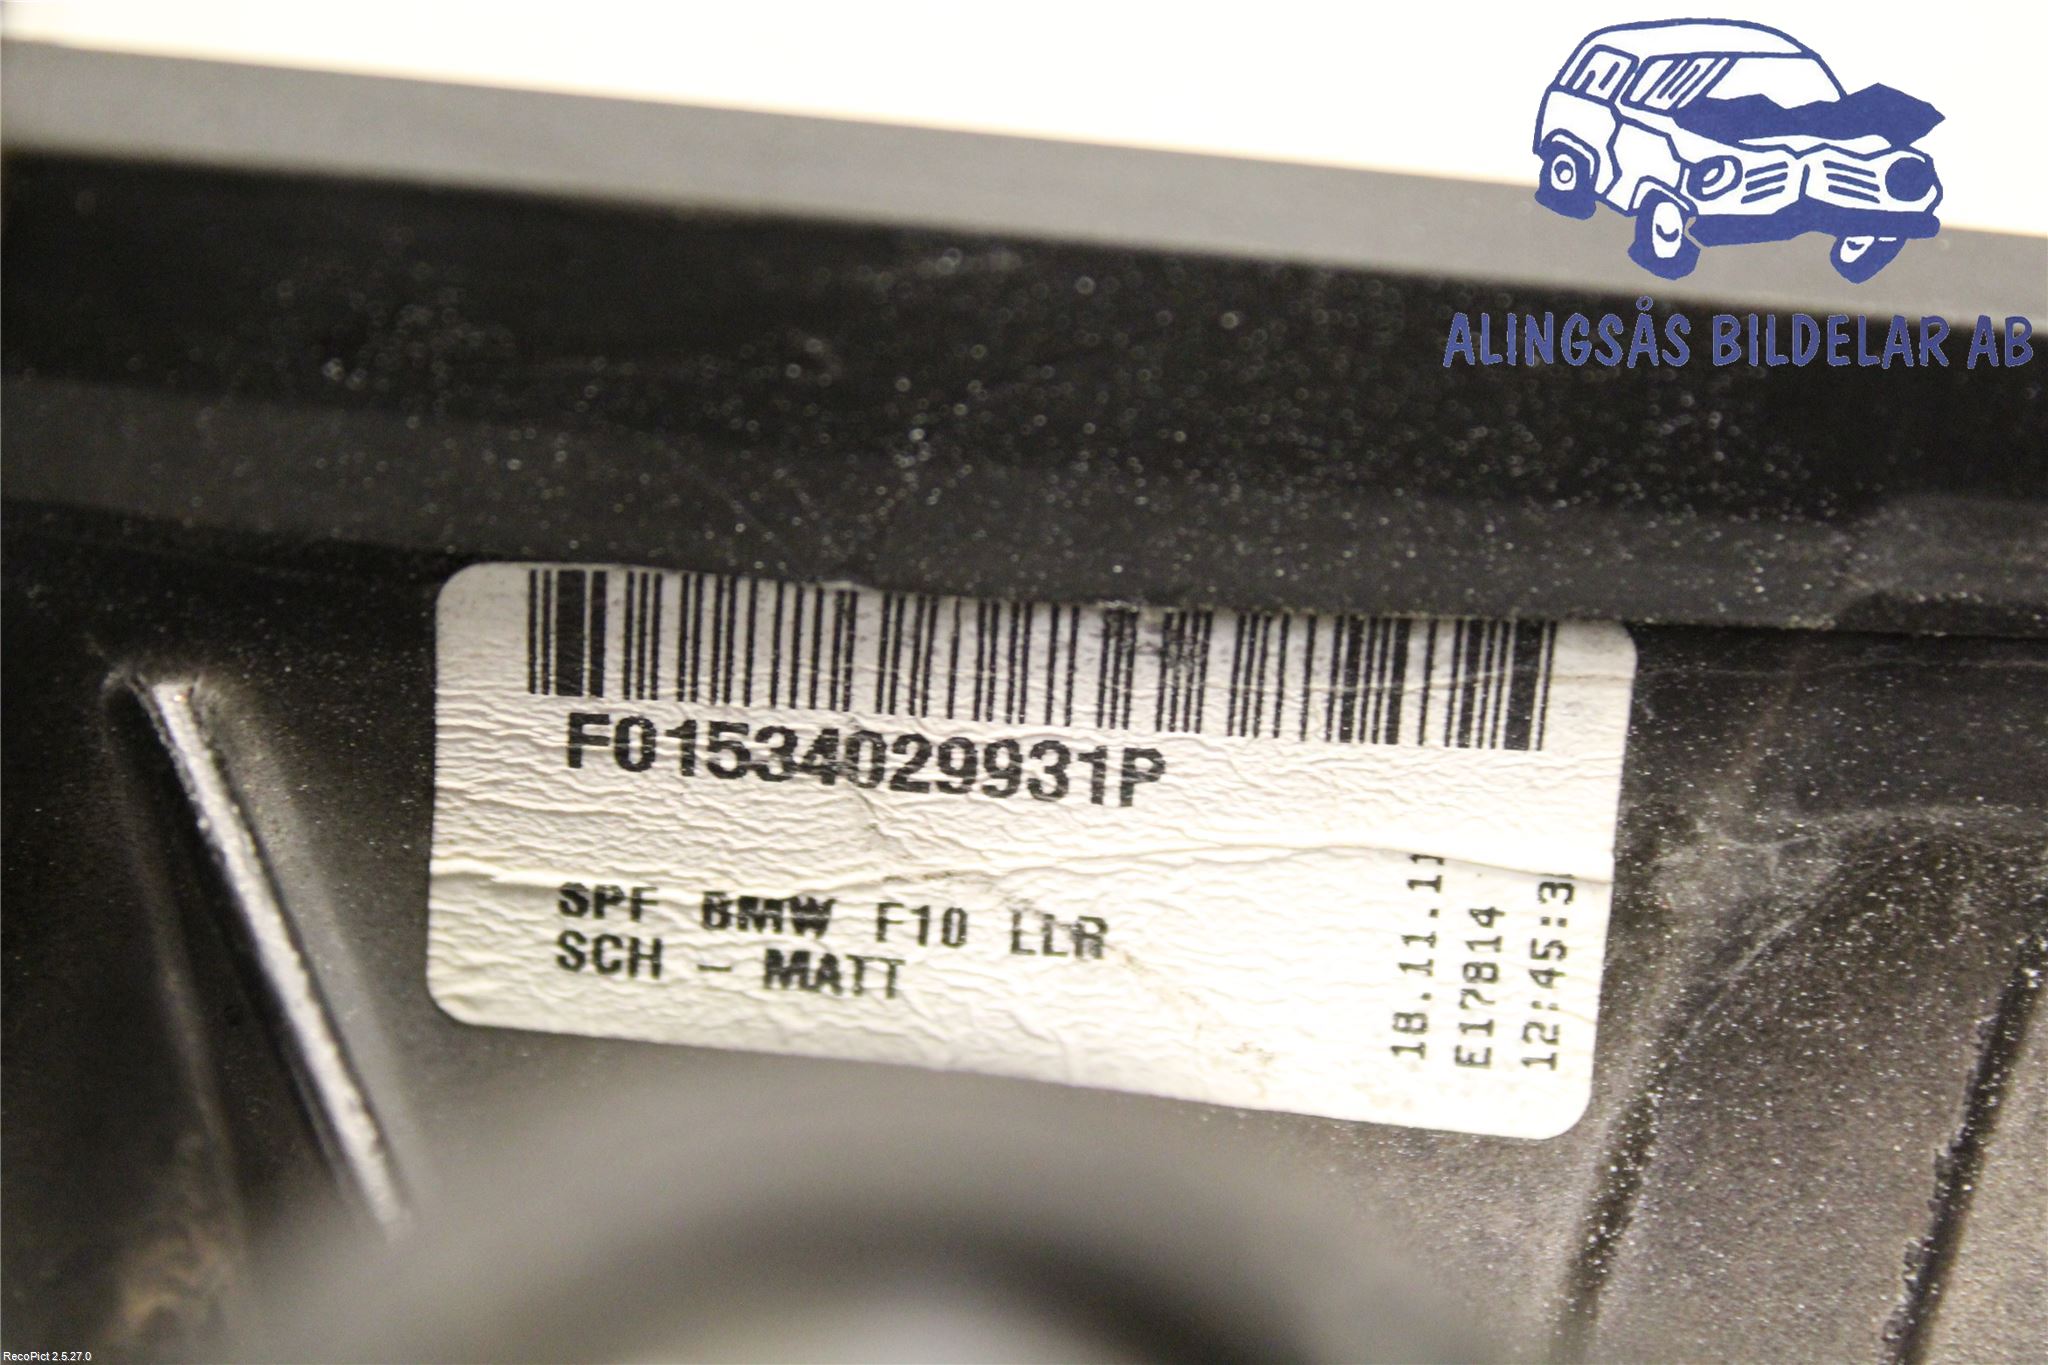 ALINGSÅS BILDELAR AB
F01534029931P
SPF BMW F10 LLR
SCH - MATT
18.11.11
E17814
12:45:3
RecoPict 2.5.27.0